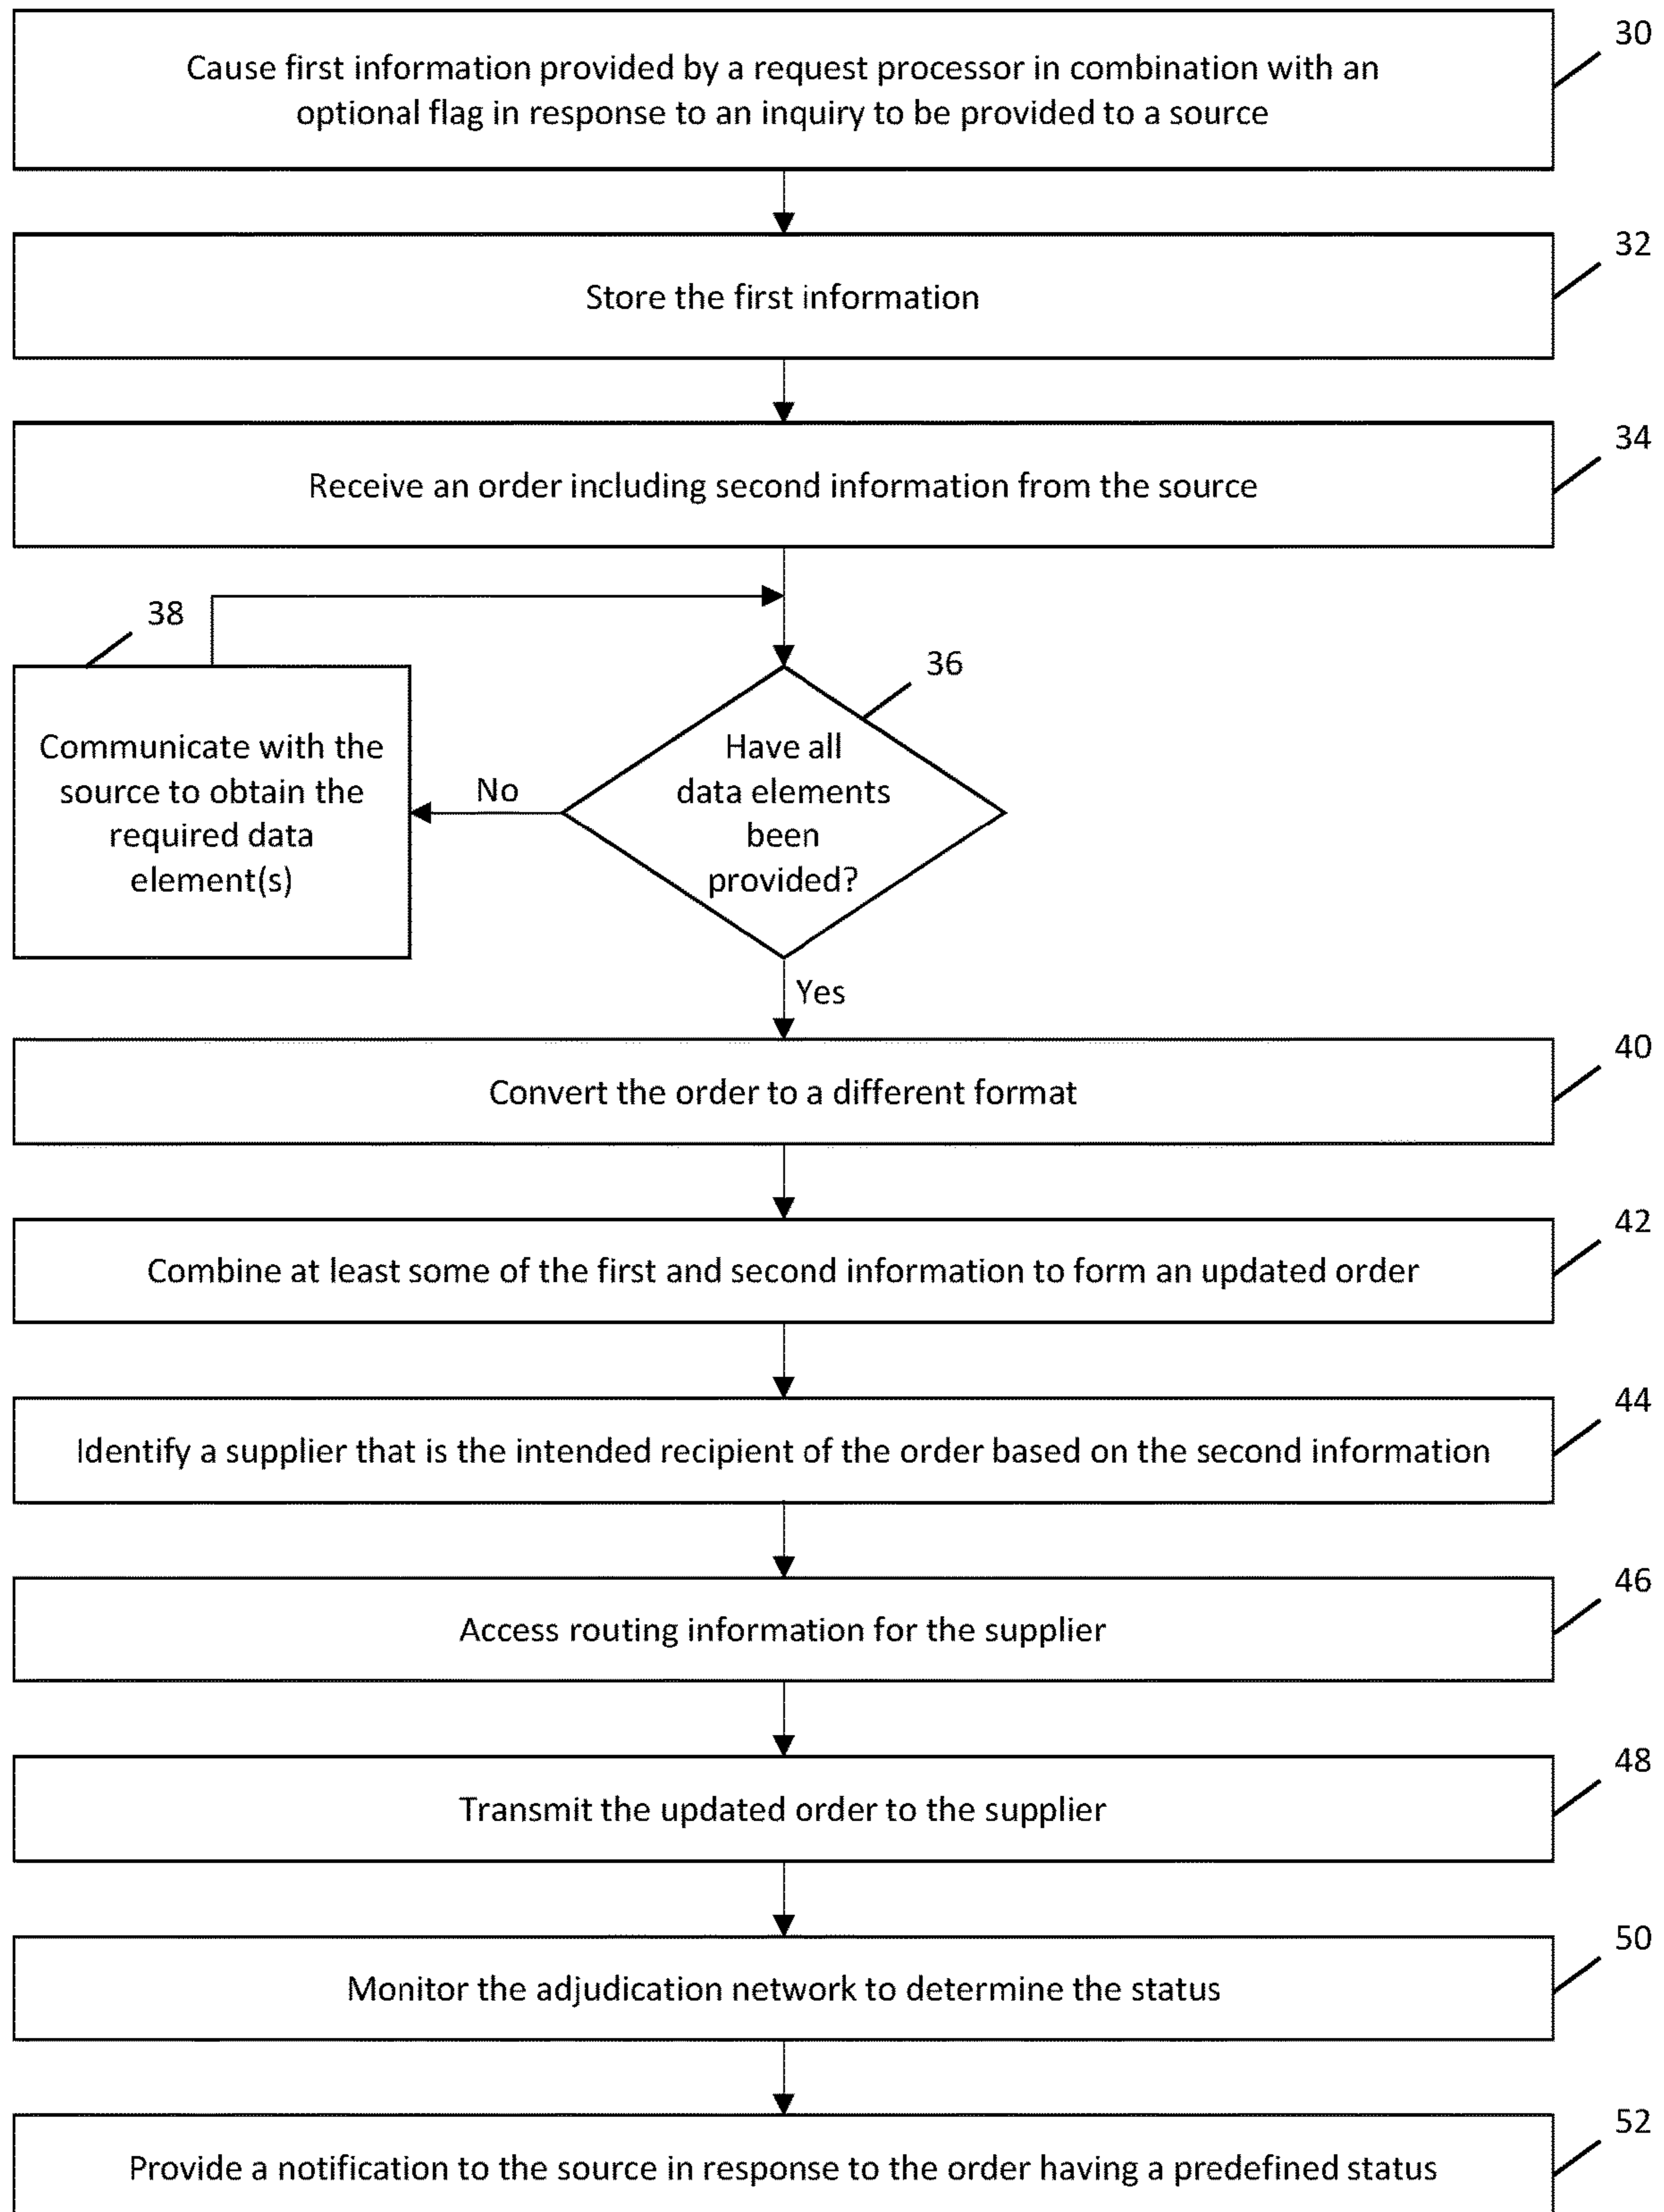 30
Cause first information provided by a request processor in combination with an
optional flag in response to an inquiry to be provided to a source
32
Store the first information
34
Receive an order including second information from the source
38
36
Communicate with the
source to obtain the
required data
element(s)
No
Have all
data elements
been
provided?
Yes
40
Convert the order to a different format
42
Combine at least some of the first and second information to form an updated order
44
Identify a supplier that is the intended recipient of the order based on the second information
46
Access routing information for the supplier
48
Transmit the updated order to the supplier
50
Monitor the adjudication network to determine the status
52
Provide a notification to the source in response to the order having a predefined status